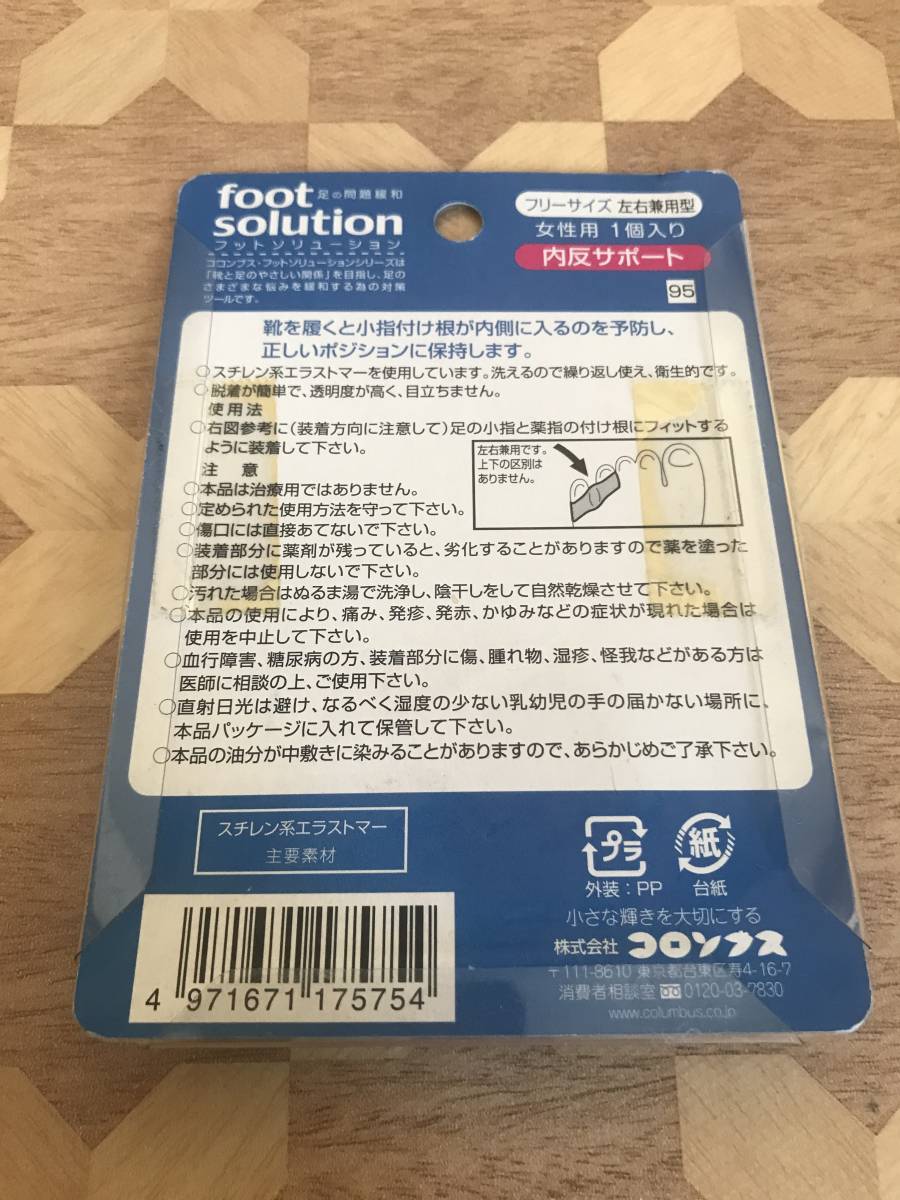 foot 足の問題緩和
solution
フットソリューション
ココンブス・フットソリューションシリーズは
「靴と足のやさしい関係」を目指し、足の
さまざまな悩みを緩和する為の対策
ツールです。
フリーサイズ 左右兼用型
女性用 1個入り
内反サポート
95
靴を履くと小指付け根が内側に入るのを予防し、
正しいポジションに保持します。
○スチレン系エラストマーを使用しています。洗えるので繰り返し使え、衛生的です。
○脱着が簡単で、透明度が高く、目立ちません。
使用法
○右図参考に(装着方向に注意して)足の小指と薬指の付け根にフィットする
ように装着して下さい。
左右兼用です。
上下の区別は
ありません。
注 意
○本品は治療用ではありません。
○定められた使用方法を守って下さい。
○傷口には直接あてないで下さい。
○装着部分に薬剤が残っていると、劣化することがありますので薬を塗った
部分には使用しないで下さい。
○汚れた場合はぬるま湯で洗浄し、陰干しをして自然乾燥させて下さい。
○本品の使用により、痛み、発疹、発赤、かゆみなどの症状が現れた場合は
使用を中止して下さい。
○血行障害、糖尿病の方、装着部分に傷、腫れ物、湿疹、怪我などがある方は
医師に相談の上、ご使用下さい。
○直射日光は避け、なるべく湿度の少ない乳幼児の手の届かない場所に、
本品パッケージに入れて保管して下さい。
○本品の油分が中敷きに染みることがありますので、あらかじめご了承下さい。
スチレン系エラストマー
主要素材
プラ
外装:PP
紙
台紙
小さな輝きを大切にする
株式会社 コロンブス
〒111-8610 東京都台東区寿4-16-7
消費者相談室 0120-03-7830
www.columbus.co.jp
4 971671 175754